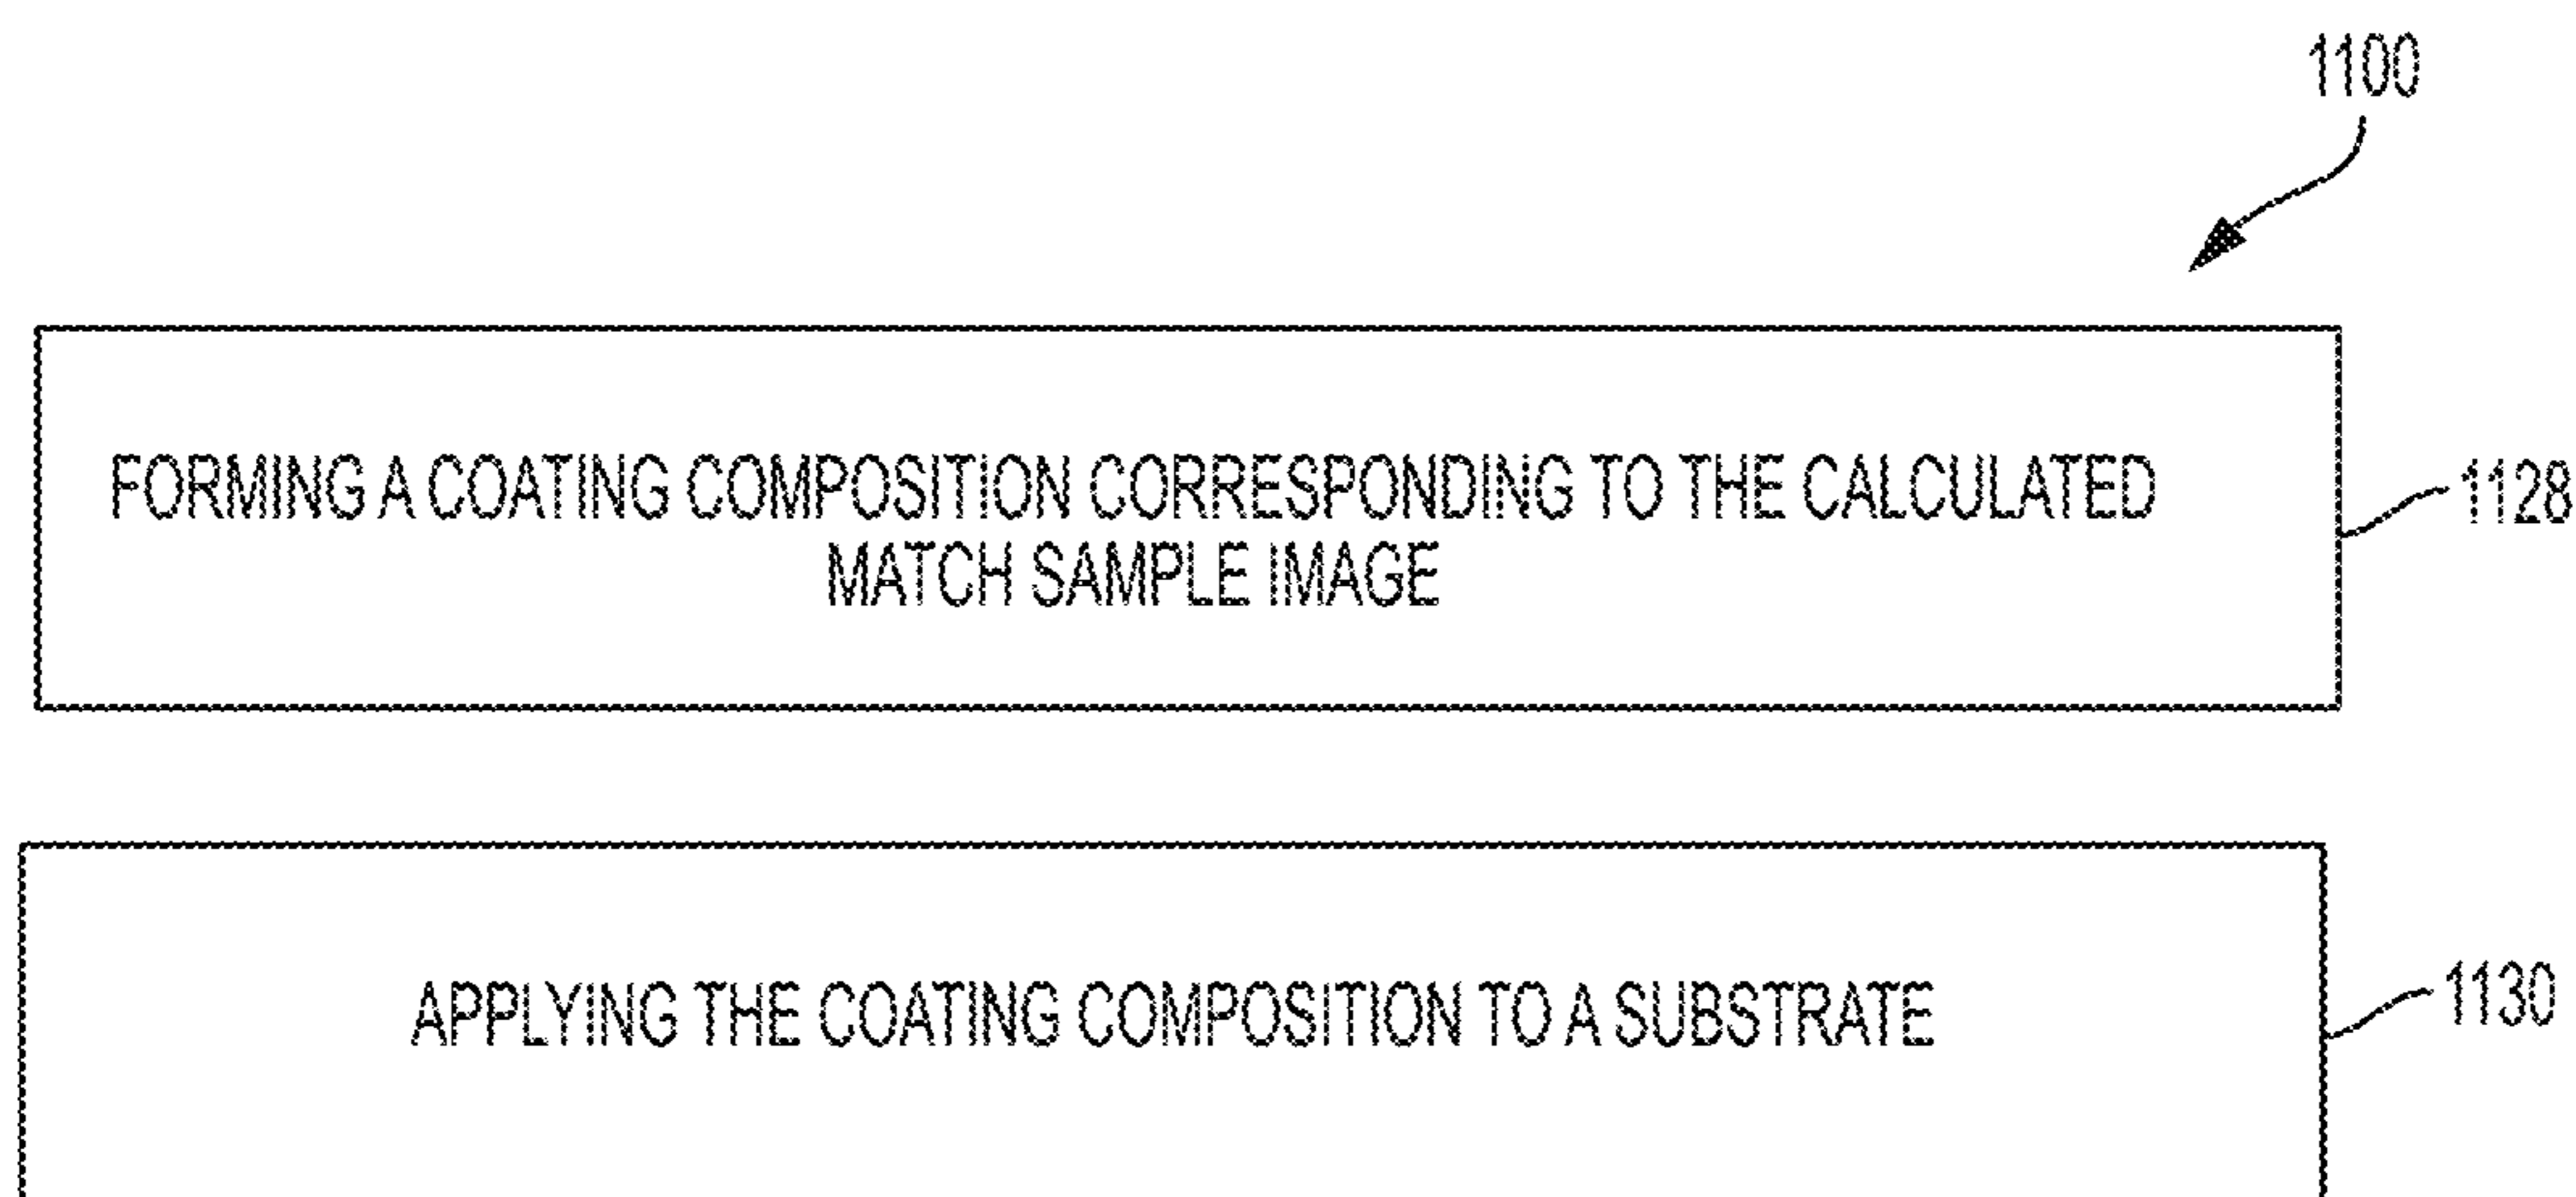 1100
FORMING A COATING COMPOSITION CORRESPONDING TO THE CALCULATED
MATCH SAMPLE IMAGE
1128
APPLYING THE COATING COMPOSITION TO A SUBSTRATE
1130